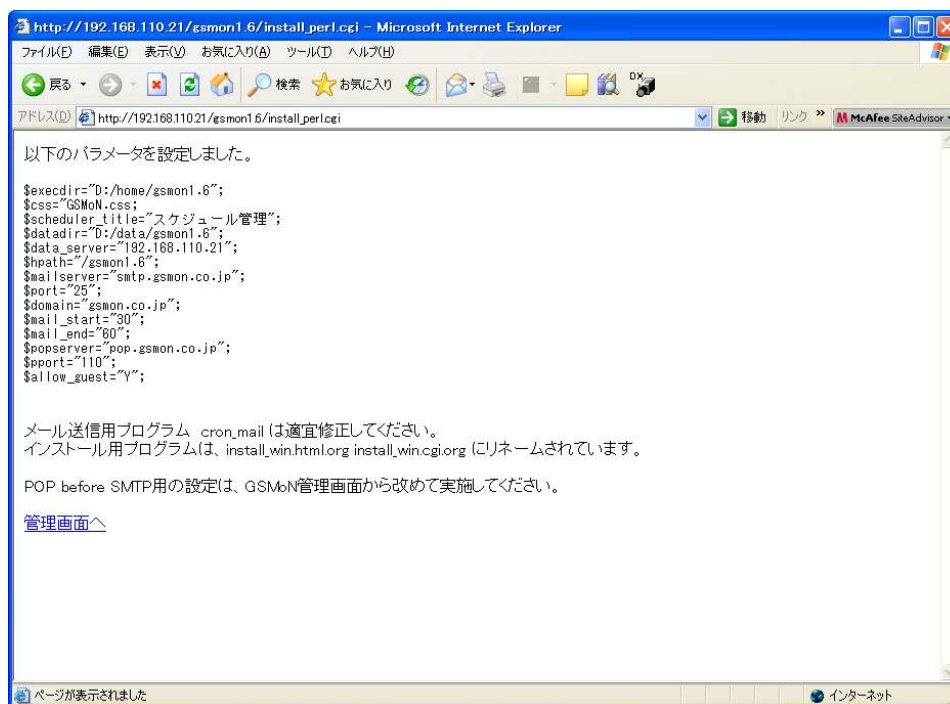 http://192.168.110.21/gsmon1.6/install_perl.cgi - Microsoft Internet Explorer
ファイル(F) 編集(E) 表示(V) お気に入り(A) ツール(T) ヘルプ(H)
戻る 検索 お気に入り DX
アドレス(D) http://192.168.110.21/gsmon1.6/install_perl.cgi 移動 リンク » McAfee SiteAdvisor
以下のパラメータを設定しました。
$execdir="D:/home/gsmon1.6";
$css="GSMoN.css;
$scheduler_title="スケジュール管理";
$datadir="D:/data/gsmon1.6";
$data_server="192.168.110.21";
$hpath="/gsmon1.6";
$mailserver="smtp.gsmon.co.jp";
$port="25";
$domain="gsmon.co.jp";
$mail_start="30";
$mail_end="60";
$popserver="pop.gsmon.co.jp";
$pport="110";
$allow_guest="Y";
メール送信用プログラム cron_mail は適宜修正してください。
インストール用プログラムは、install_win.html.org install_win.cgi.org にリネームされています。
POP before SMTP用の設定は、GSMoN管理画面から改めて実施してください。
管理画面へ
ページが表示されました インターネット